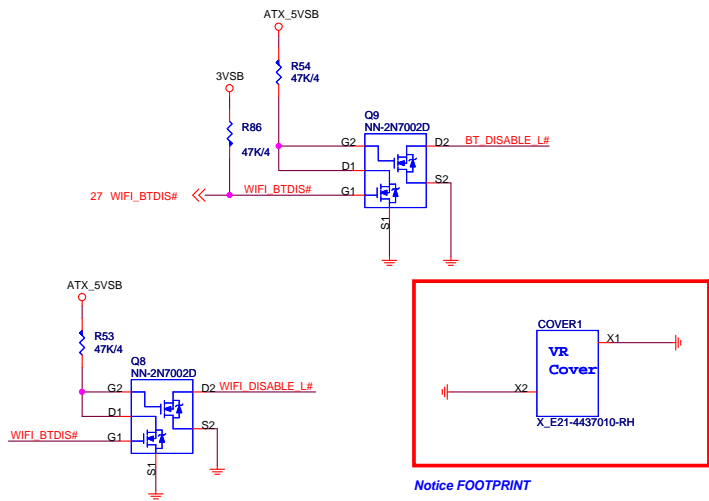 ATX_5VSB
R54
47K/4
3VSB
R86
47K/4
Q9
NN-2N7002D
G2
D2
BT_DISABLE_L#
D1
S2
27 WIFI_BTDIS#
WIFI_BTDIS#
G1
S1
ATX_5VSB
R53
47K/4
Q8
NN-2N7002D
G2
D2
WIFI_DISABLE_L#
D1
S2
WIFI_BTDIS#
G1
S1
COVER1
X1
VR
Cover
X2
X_E21-4437010-RH
Notice FOOTPRINT